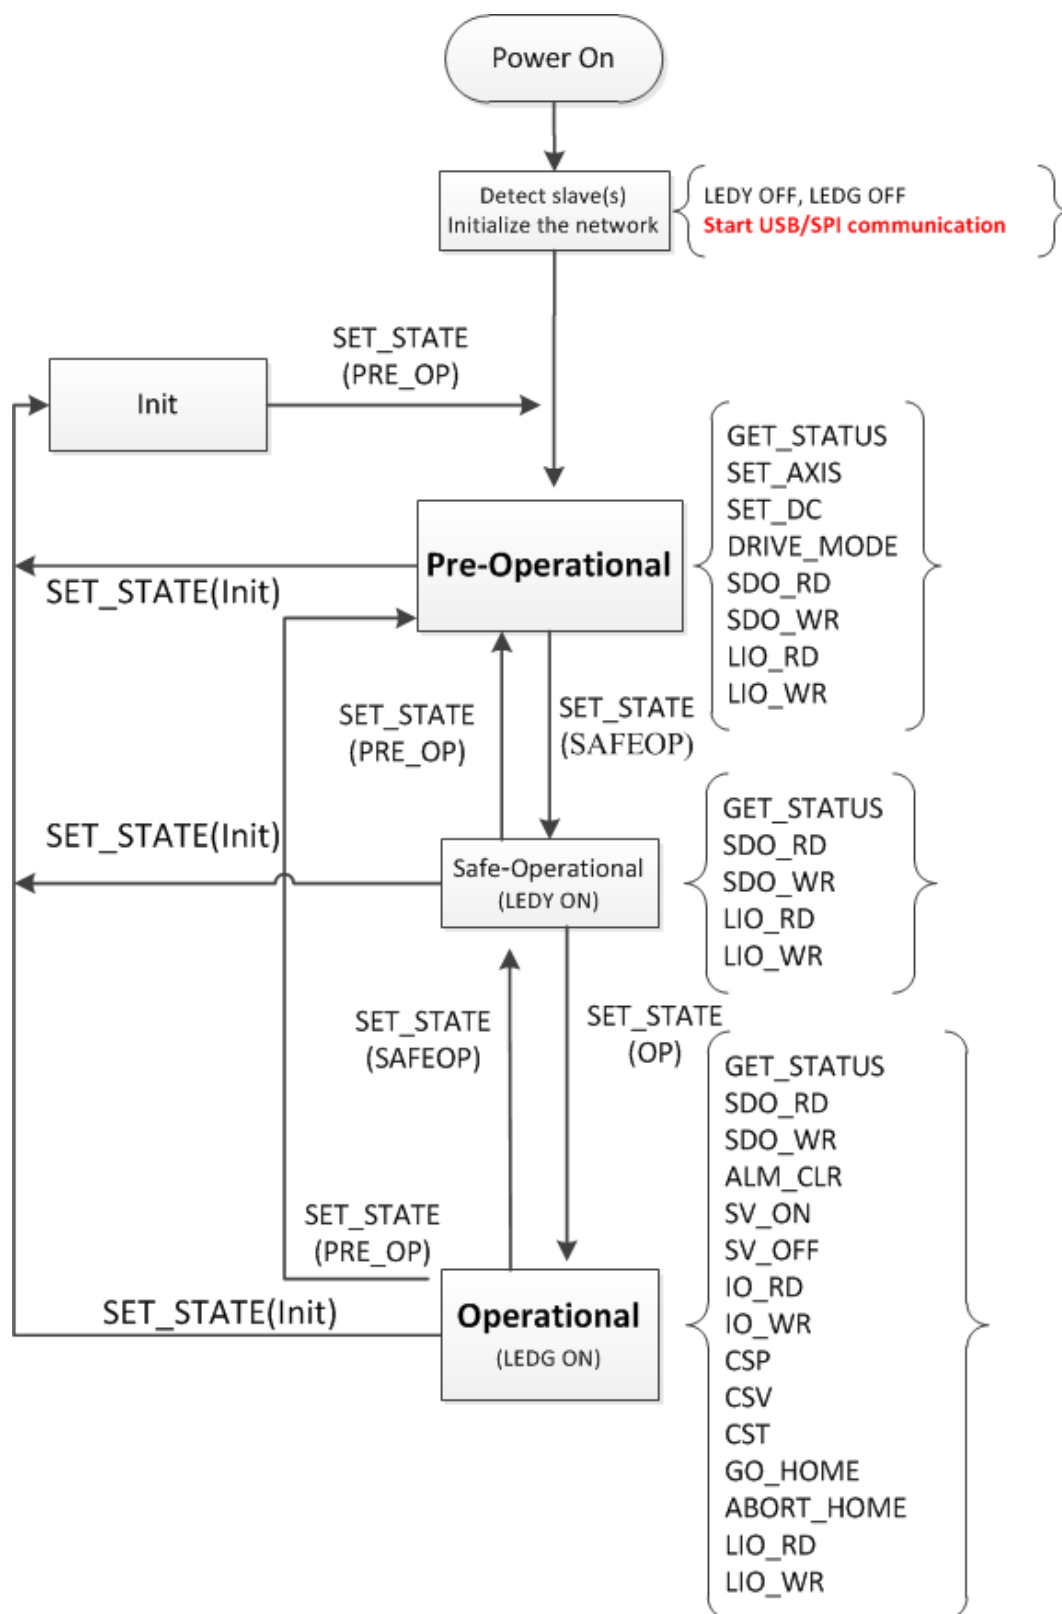 Power On
Detect slave(s)
Initialize the network
LEDY OFF, LEDG OFF
Start USB/SPI communication
SET_STATE
(PRE_OP)
Init
GET_STATUS
SET_AXIS
SET_DC
DRIVE_MODE
SDO_RD
SDO_WR
LIO_RD
LIO_WR
Pre-Operational
SET_STATE(Init)
SET_STATE
(PRE_OP)
SET_STATE
(SAFEOP)
SET_STATE(Init)
Safe-Operational
(LEDY ON)
GET_STATUS
SDO_RD
SDO_WR
LIO_RD
LIO_WR
SET_STATE
(SAFEOP)
SET_STATE
(OP)
GET_STATUS
SDO_RD
SDO_WR
ALM_CLR
SV_ON
SV_OFF
IO_RD
IO_WR
CSP
CSV
CST
GO_HOME
ABORT_HOME
LIO_RD
LIO_WR
SET_STATE
(PRE_OP)
SET_STATE(Init)
Operational
(LEDG ON)